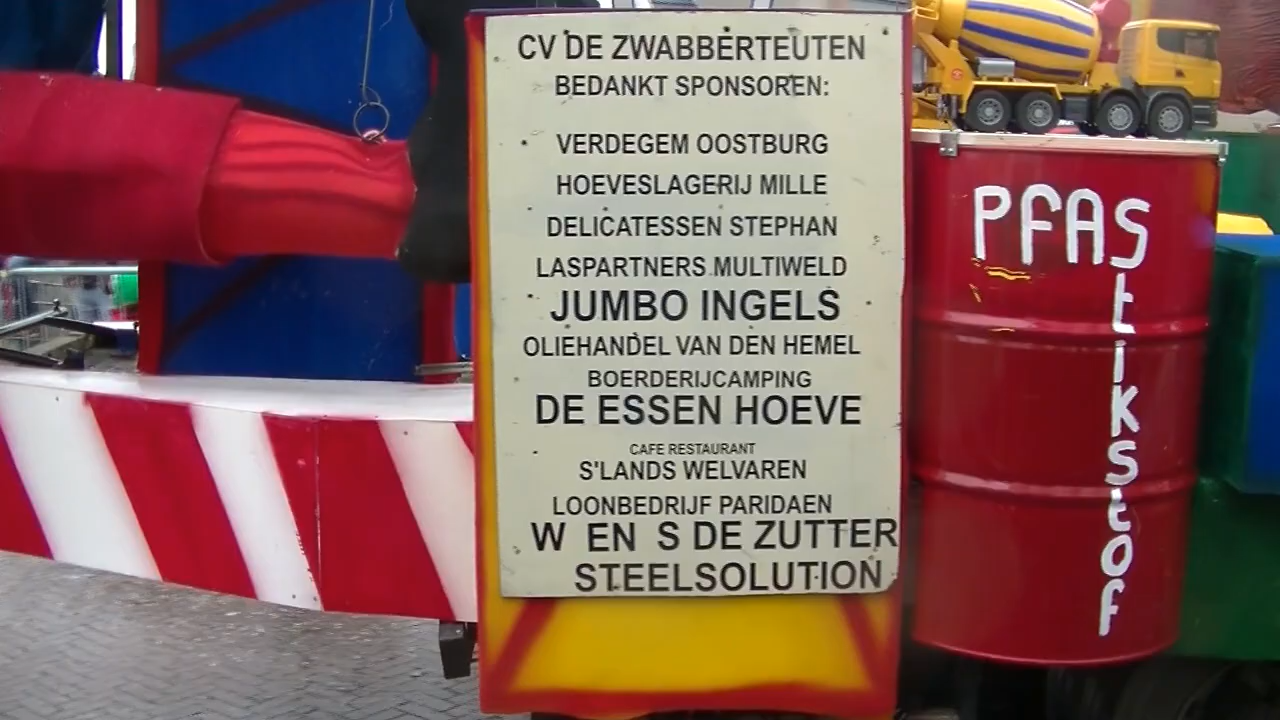 CV DE ZWABBERTEUTEN
BEDANKT SPONSOREN:
VERDEGEM OOSTBURG
HOEVESLAGERIJ MILLE
DELICATESSEN STEPHAN
LASPARTNERS MULTIWELD
JUMBO INGELS
OLIEHANDEL VAN DEN HEMEL
BOERDERIJCAMPING
DE ESSEN HOEVE
CAFE RESTAURANT
S'LANDS WELVAREN
LOONBEDRIJF PARIDAEN
W EN S DE ZUTTER
STEELSOLUTION
PFAS
StiKStOf